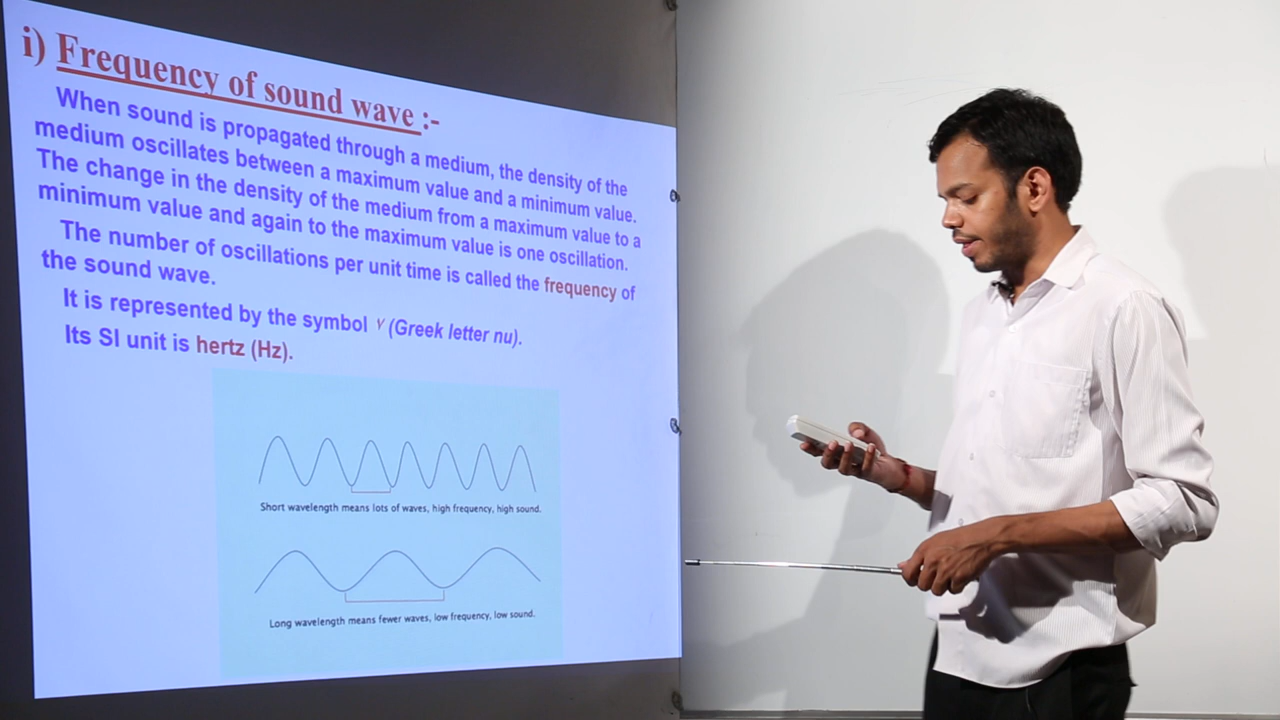 i) Frequency of sound wave :-
When sound is propagated through a medium, the density of the
medium oscillates between a maximum value and a minimum value.
The change in the density of the medium from a maximum value to a
minimum value and again to the maximum value is one oscillation.
The number of oscillations per unit time is called the frequency of
the sound wave.
It is represented by the symbol ν (Greek letter nu).
Its SI unit is hertz (Hz).
Short wavelength means lots of waves, high frequency, high sound.
Long wavelength means fewer waves, low frequency, low sound.